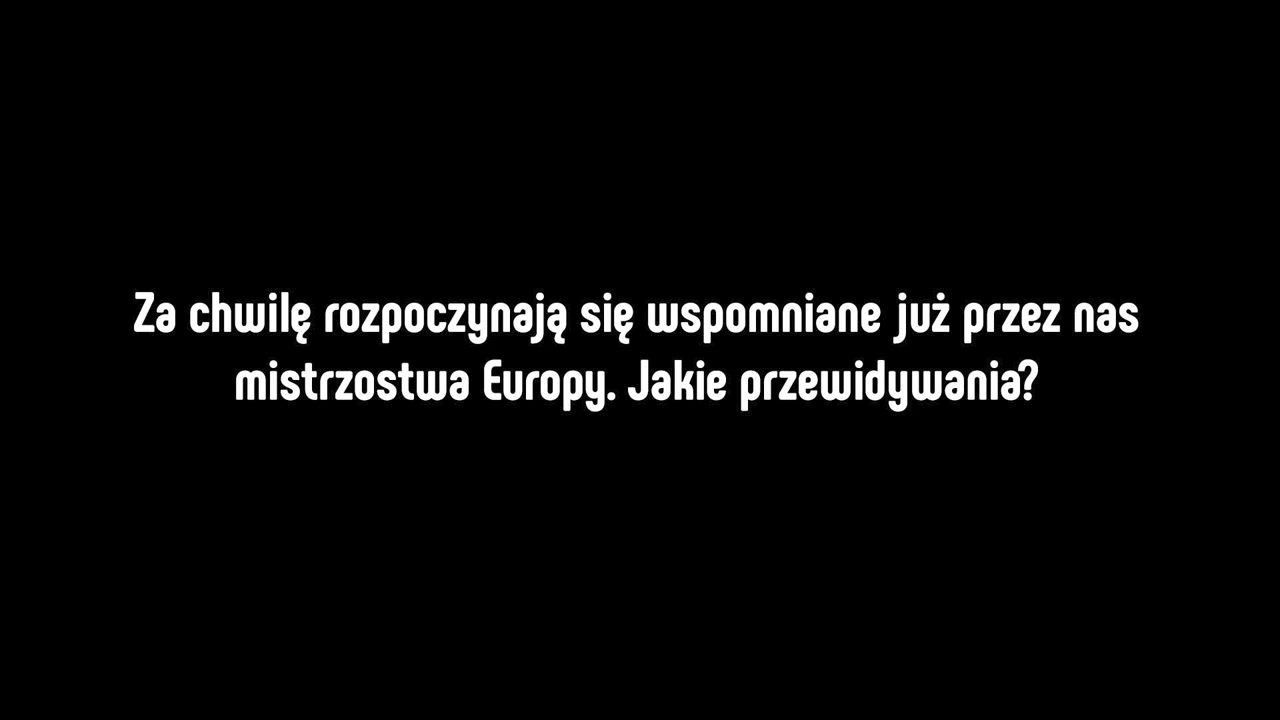 Za chwilę rozpoczynają się wspomniane już przez nas
mistrzostwa Europy. Jakie przewidywania?